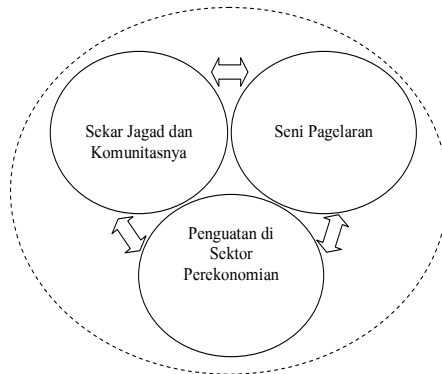 Sekar Jagad dan
Komunitasnya
Seni Pagelaran
Penguatan di
Sektor
Perekonomian